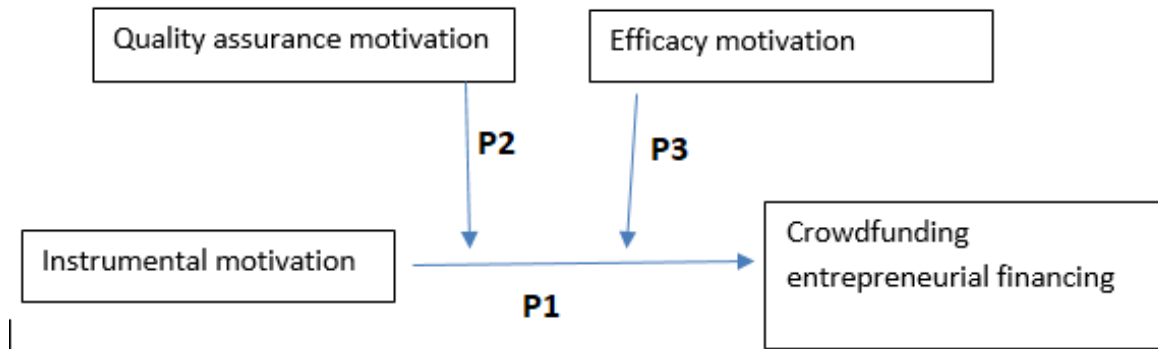 Quality assurance motivation
Efficacy motivation
P2
P3
Instrumental motivation
Crowdfunding
entrepreneurial financing
P1